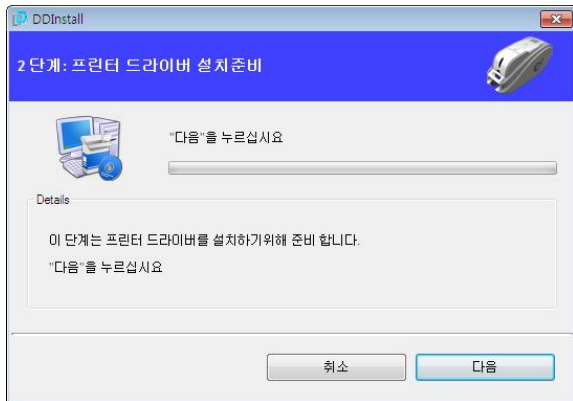 DDInstall
2 단계: 프린터 드라이버 설치준비
"다음"을 누르십시요
Details
이 단계는 프린터 드라이버를 설치하기위해 준비 합니다.
"다음"을 누르십시요
취소
다음